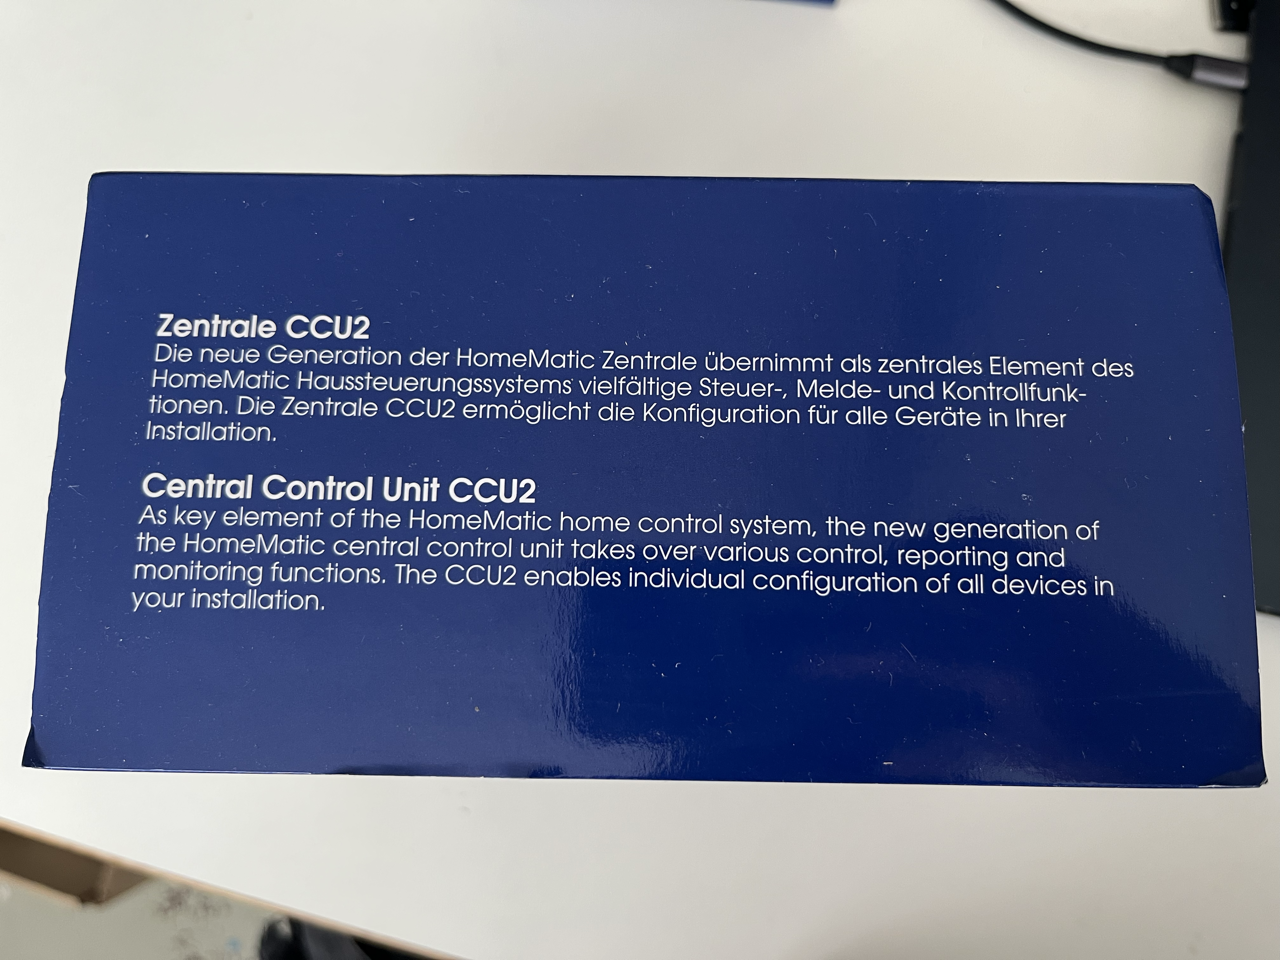 Zentrale CCU2
Die neue Generation der HomeMatic Zentrale übernimmt als zentrales Element des
HomeMatic Haussteuerungssystems vielfältige Steuer-, Melde- und Kontrollfunk-
tionen. Die Zentrale CCU2 ermöglicht die Konfiguration für alle Geräte in Ihrer
Installation.
Central Control Unit CCU2
As key element of the HomeMatic home control system, the new generation of
the HomeMatic central control unit takes over various control, reporting and
monitoring functions. The CCU2 enables individual configuration of all devices in
your installation.